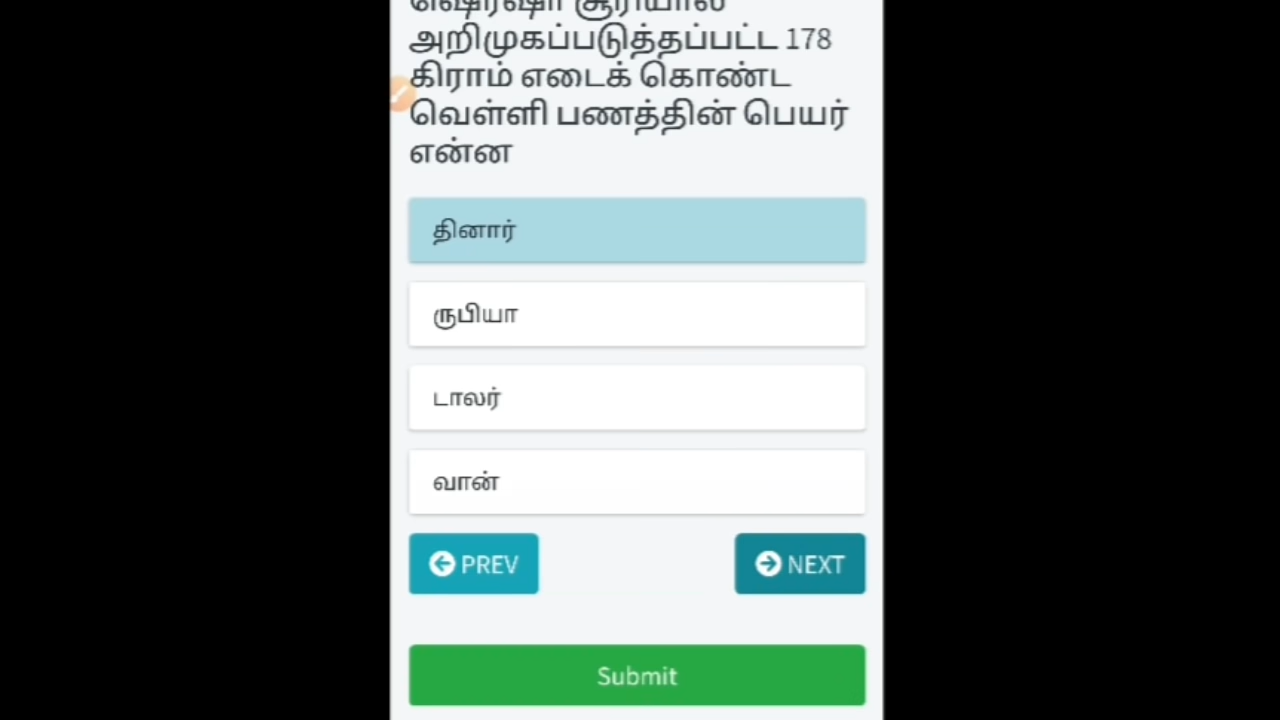 ஷெர்ஷா சூரியால்
அறிமுகப்படுத்தப்பட்ட 178
கிராம் எடைக் கொண்ட
வெள்ளி பணத்தின் பெயர்
என்ன
தினார்
ருபியா
டாலர்
வான்
PREV
NEXT
Submit